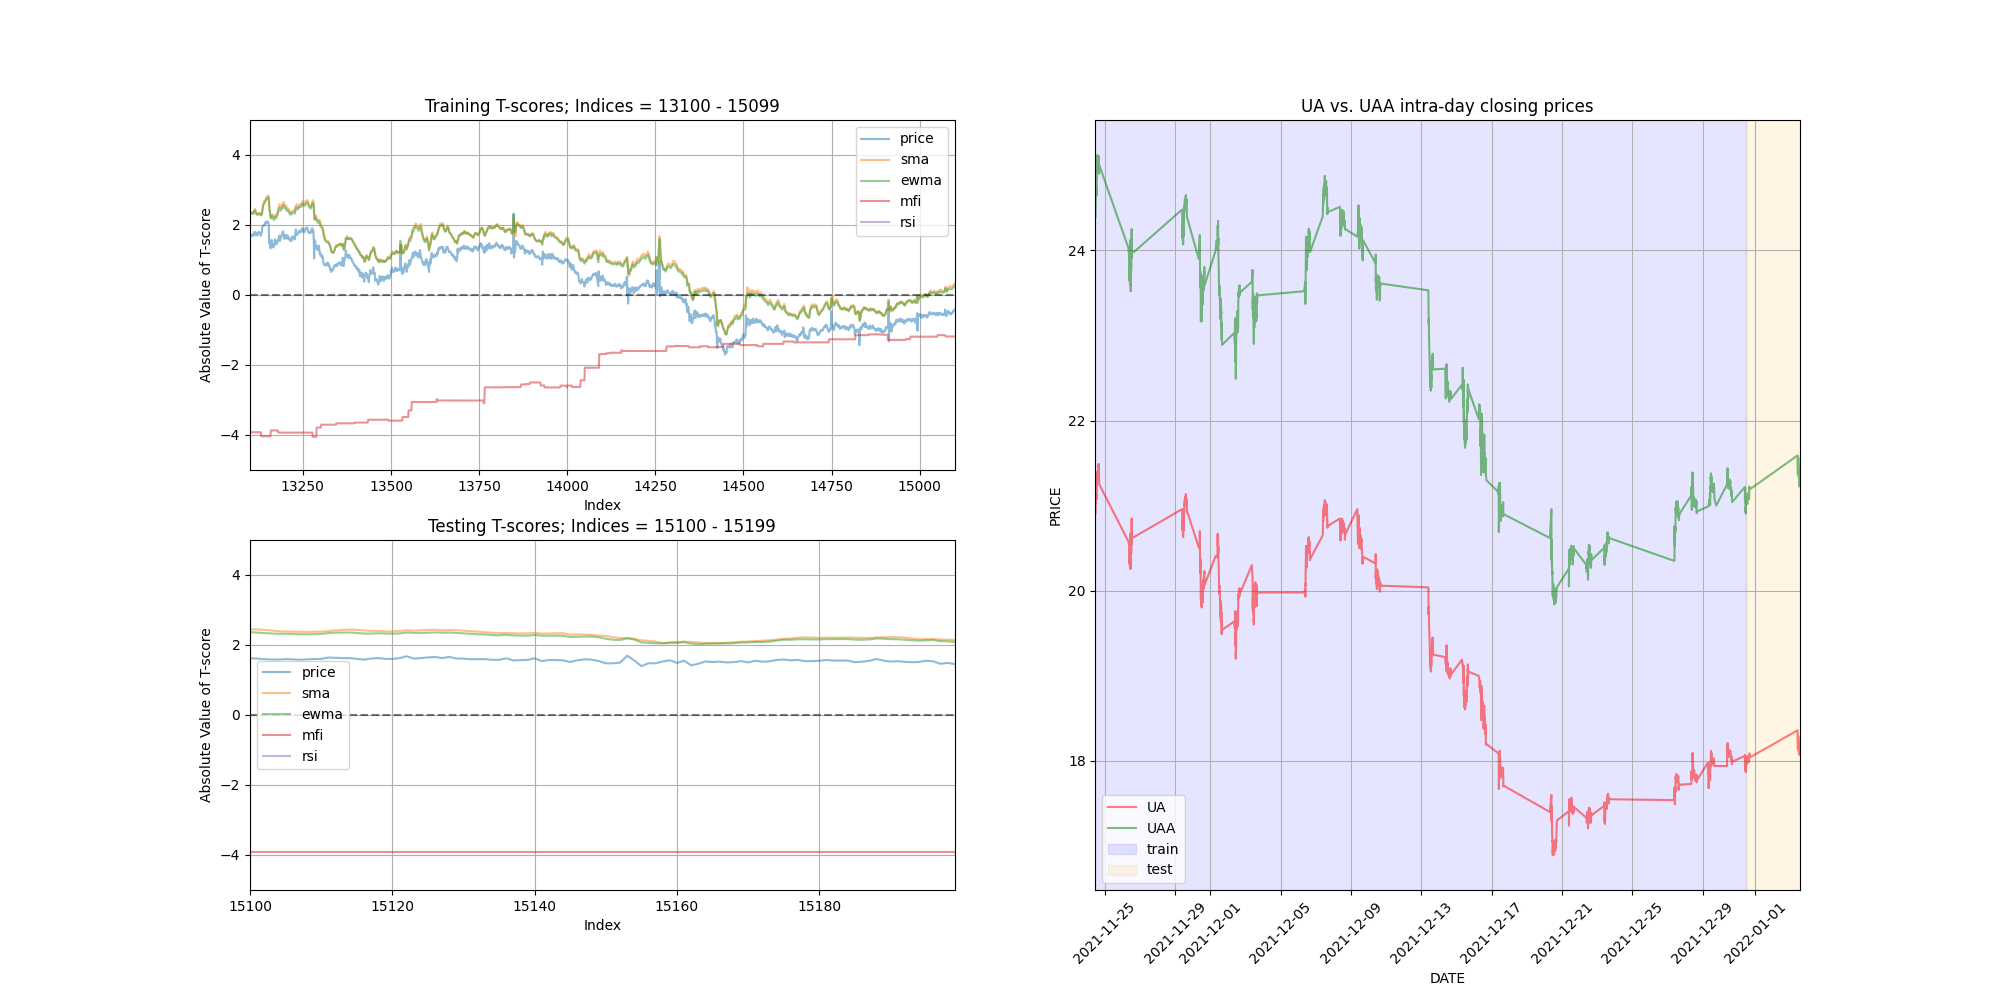 Training T-scores; Indices = 13100 - 15099
Absolute Value of T-score
4
2
0
−2
−4
price
sma
ewma
mfi
rsi
13250 13500 13750 14000 14250 14500 14750 15000
Index
Testing T-scores; Indices = 15100 - 15199
Absolute Value of T-score
4
2
0
−2
−4
price
sma
ewma
mfi
rsi
15100 15120 15140 15160 15180
Index
UA vs. UAA intra-day closing prices
PRICE
24
22
20
18
UA
UAA
train
test
2021-11-25 2021-11-29 2021-12-01 2021-12-05 2021-12-09 2021-12-13 2021-12-17 2021-12-21 2021-12-25 2021-12-29 2022-01-01
DATE